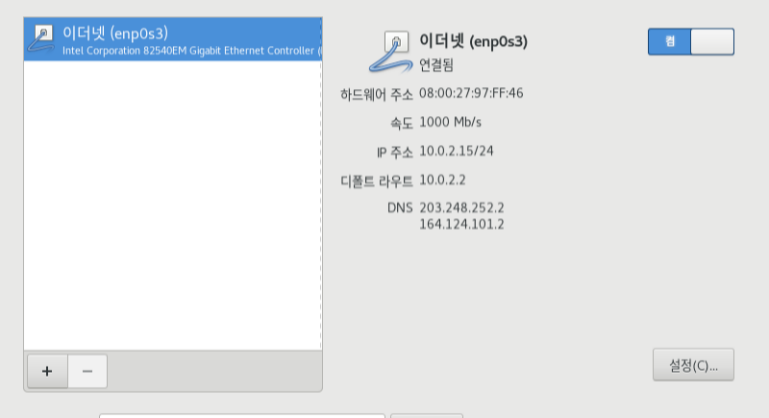 이더넷 (enp0s3)
Intel Corporation 82540EM Gigabit Ethernet Controller (
이더넷 (enp0s3)
연결됨
켬
하드웨어 주소 08:00:27:97:FF:46
속도 1000 Mb/s
IP 주소 10.0.2.15/24
디폴트 라우트 10.0.2.2
DNS 203.248.252.2
164.124.101.2
+ −
설정(C)...